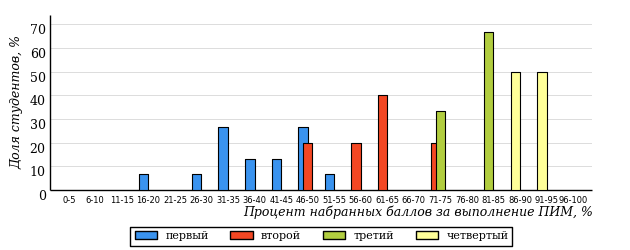 Доля студентов, %
70
60
50
40
30
20
10
0
0-5 6-10 11-15 16-20 21-25 26-30 31-35 36-40 41-45 46-50 51-55 56-60 61-65 66-70 71-75 76-80 81-85 86-90 91-95 96-100
Процент набранных баллов за выполнение ПИМ, %
первый второй третий четвертый